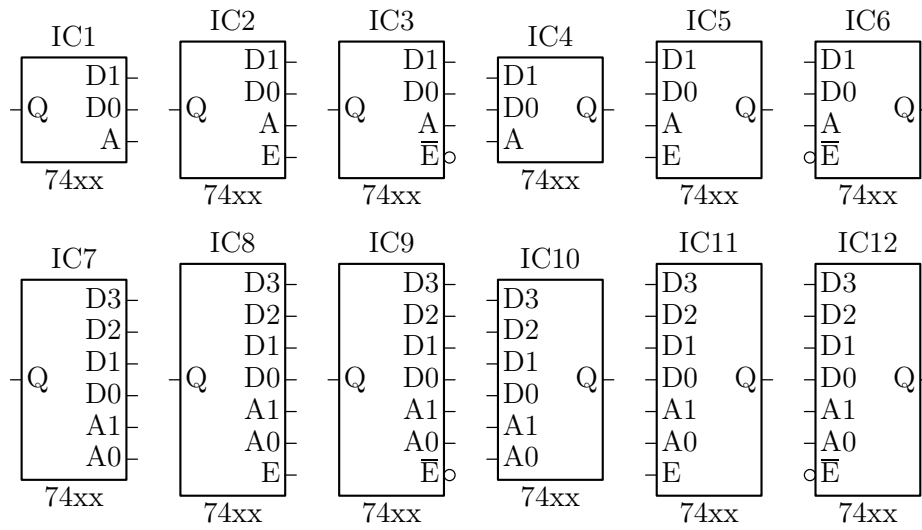 IC1 IC2 IC3 IC4 IC5 IC6
D1 D1 D1 D1 D1 D1
Q D0 Q D0 Q D0 D0 Q D0 Q D0 Q
A A A A A A
E E̅ E E̅
74xx 74xx 74xx 74xx 74xx 74xx
IC7 IC8 IC9 IC10 IC11 IC12
D3 D3 D3 D3 D3 D3
D2 D2 D2 D2 D2 D2
D1 D1 D1 D1 D1 D1
Q D0 Q D0 Q D0 D0 Q D0 Q D0 Q
A1 A1 A1 A1 A1 A1
A0 A0 A0 A0 A0 A0
E E̅ E E̅
74xx 74xx 74xx 74xx 74xx 74xx